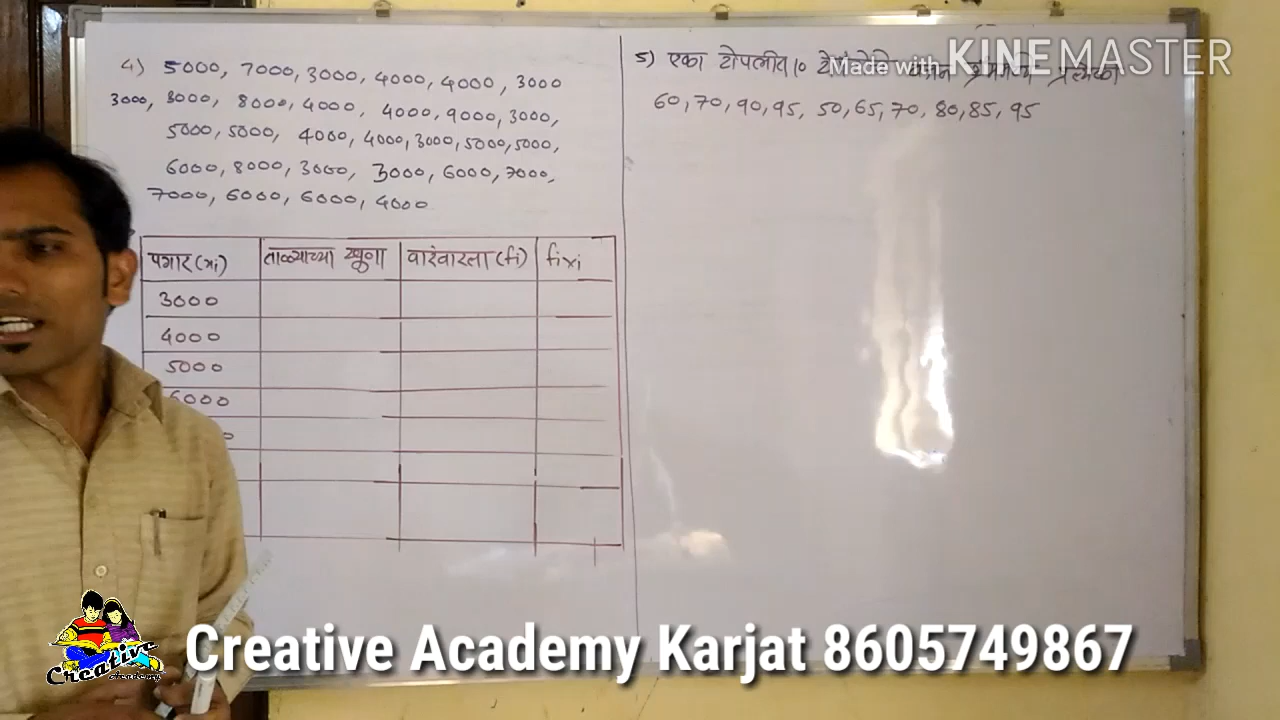 4) 5000, 7000, 3000, 4000, 4000, 3000
3000, 3000, 8000, 4000, 4000, 9000, 3000,
5000, 5000, 4000, 4000, 3000, 5000, 5000,
6000, 8000, 3000, 3000, 6000, 7000,
7000, 6000, 6000, 4000
पगार (xi) ताळ्याच्या खूणा वारंवारता (fi) fixi
3000
4000
5000
6000
5) एका टोपलीत 10
Made with KINEMASTER
60, 70, 90, 95, 50, 65, 70, 80, 85, 95
Creative Academy
Creative Academy Karjat 8605749867